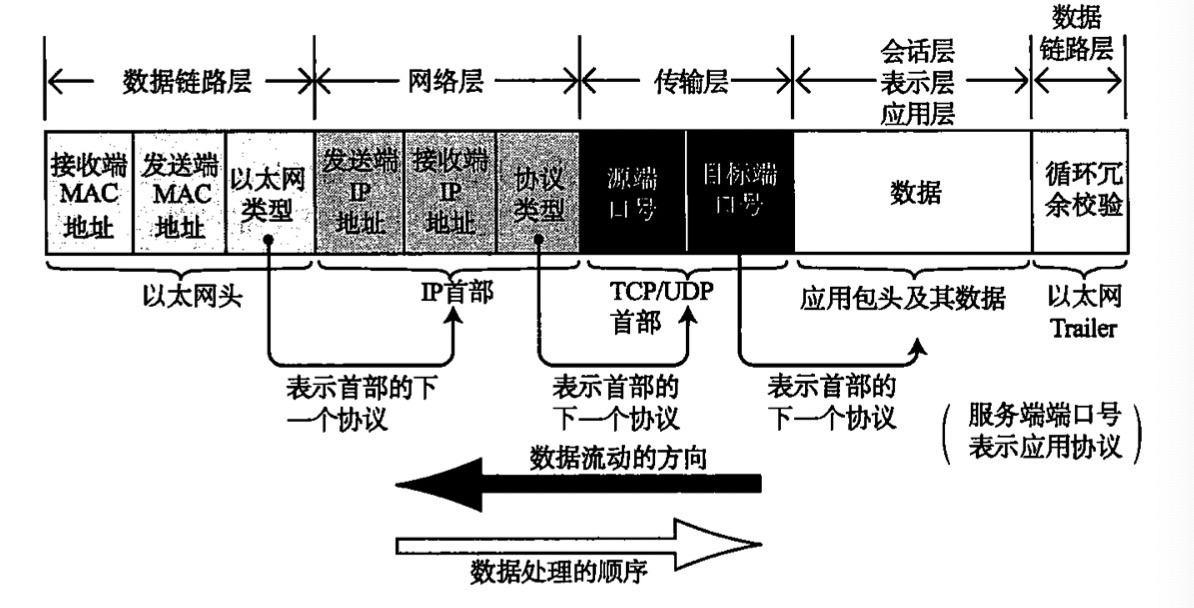 数据链路层
网络层
传输层
会话层
表示层
应用层
数据
链路层
接收端
MAC
地址
发送端
MAC
地址
以太网
类型
发送端
IP
地址
接收端
IP
地址
协议
类型
源端
口号
目标端
口号
数据
循环冗
余校验
以太网头
IP首部
TCP/UDP
首部
应用包头及其数据
以太网
Trailer
表示首部的下
一个协议
表示首部的
下一个协议
表示首部的
下一个协议
(服务端端口号
表示应用协议)
数据流动的方向
数据处理的顺序